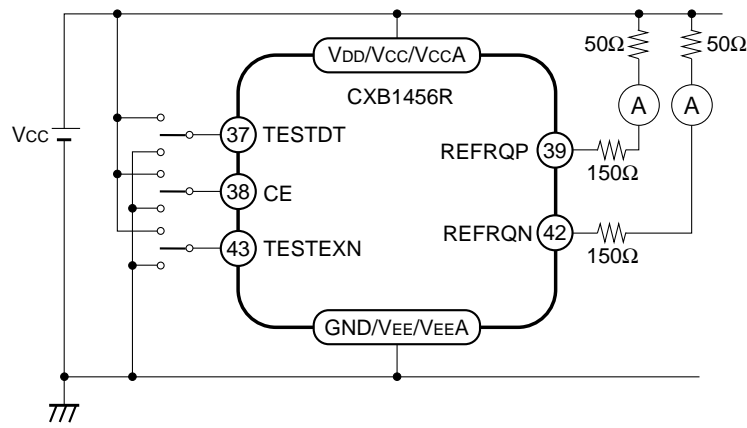 50Ω
50Ω
VDD/VCC/VCCA
CXB1456R
A
A
VCC
37 TESTDT
REFRQP 39
150Ω
38 CE
REFRQN 42
150Ω
43 TESTEXN
GND/VEE/VEEA